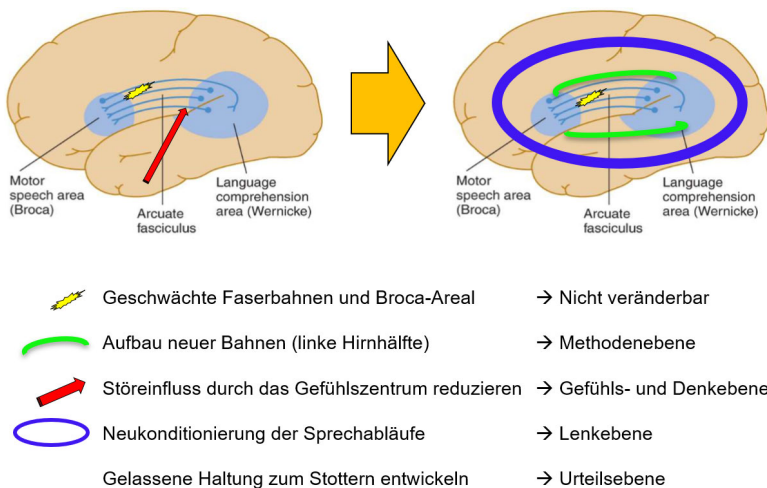 Motor
speech area
(Broca)
Arcuate
fasciculus
Language
comprehension
area (Wernicke)
Motor
speech area
(Broca)
Arcuate
fasciculus
Language
comprehension
area (Wernicke)
Geschwächte Faserbahnen und Broca-Areal → Nicht veränderbar
Aufbau neuer Bahnen (linke Hirnhälfte) → Methodenebene
Störeinfluss durch das Gefühlszentrum reduzieren → Gefühls- und Denkebene
Neukonditionierung der Sprechabläufe → Lenkebene
Gelassene Haltung zum Stottern entwickeln → Urteilsebene